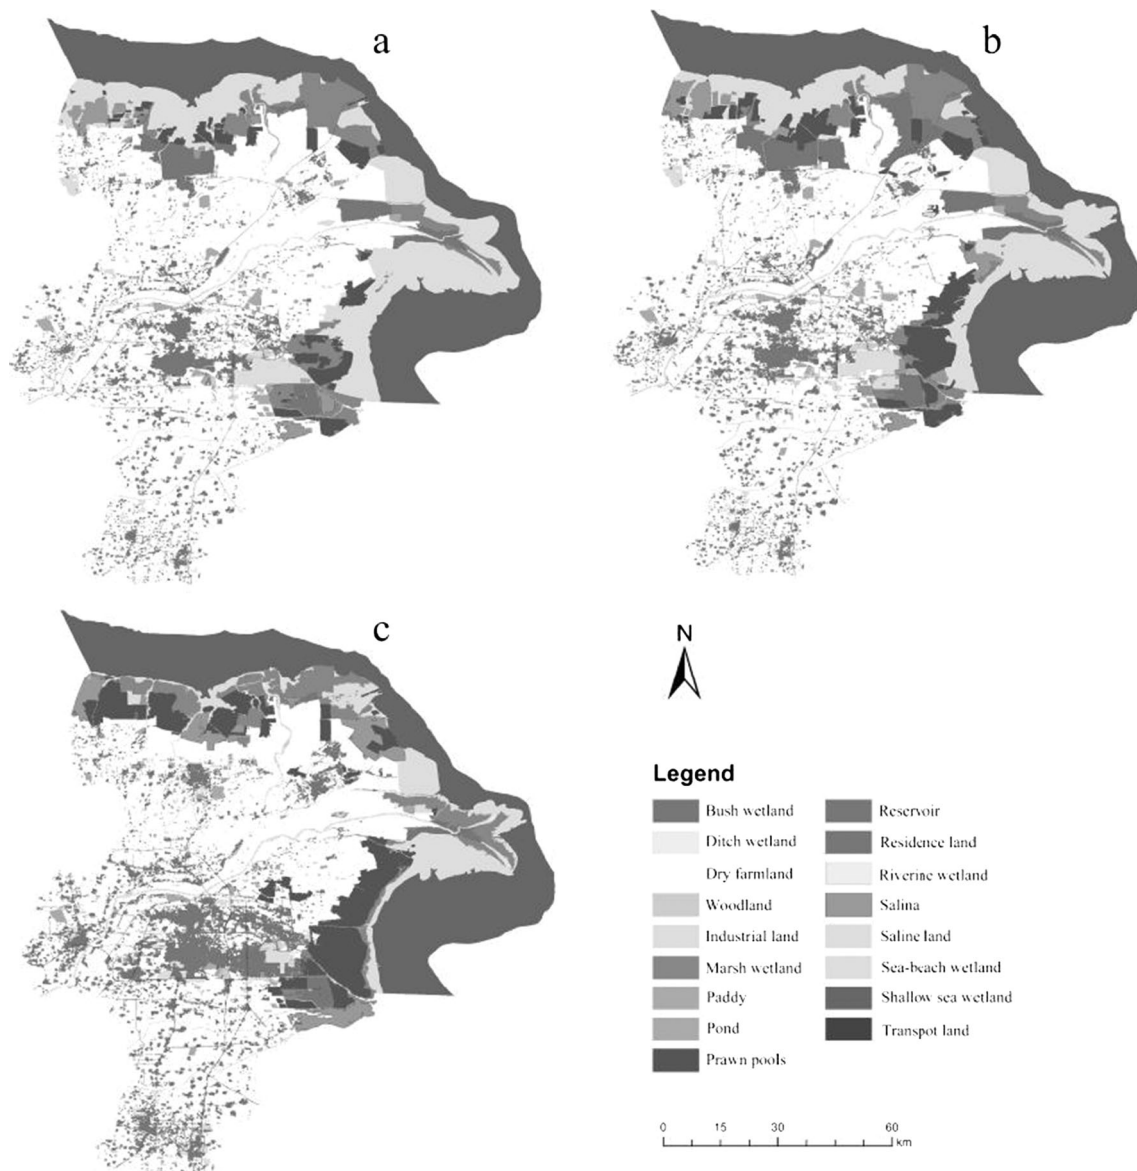 a
b
c
N
Legend
Bush wetland
Ditch wetland
Dry farmland
Woodland
Industrial land
Marsh wetland
Paddy
Pond
Prawn pools
Reservoir
Residence land
Riverine wetland
Salina
Saline land
Sea-beach wetland
Shallow sea wetland
Transpot land
0 15 30 60
km